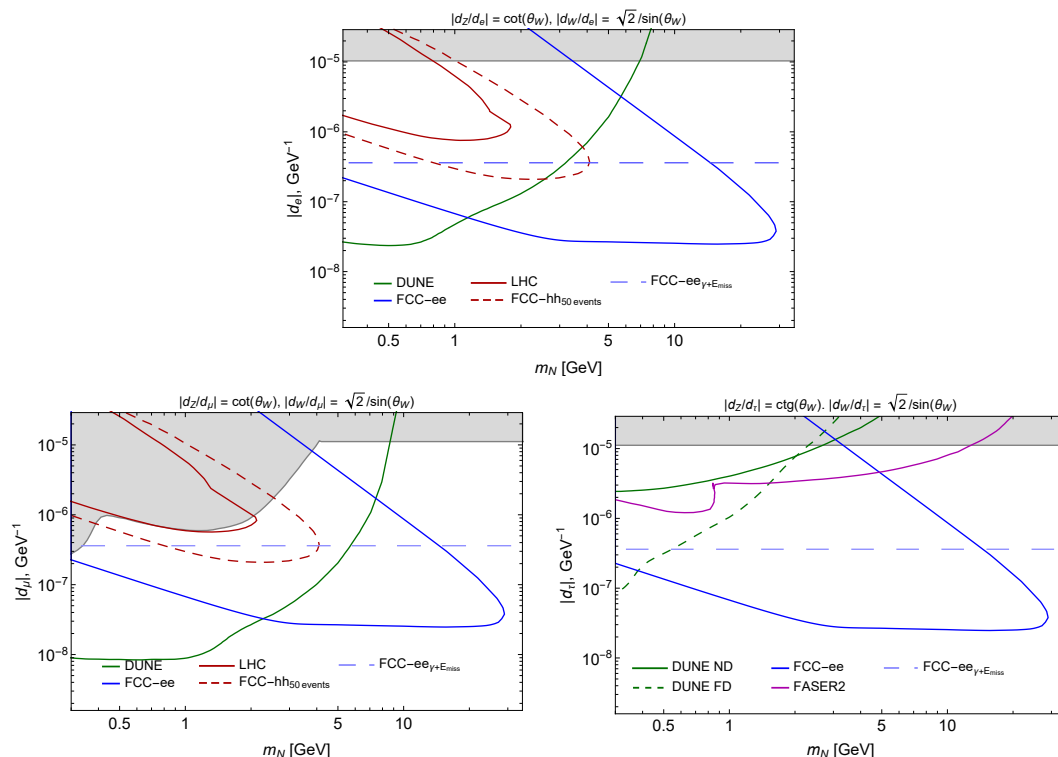 |d_Z/d_e| = cot(θ_W), |d_W/d_e| = √2/sin(θ_W)
10⁻⁵
10⁻⁶
10⁻⁷
10⁻⁸
|d_e|, GeV⁻¹
DUNE LHC FCC-ee_γ+E_miss
FCC-ee FCC-hh_50 events
0.5 1 5 10
m_N [GeV]
|d_Z/d_μ| = cot(θ_W), |d_W/d_μ| = √2/sin(θ_W)
10⁻⁵
10⁻⁶
10⁻⁷
10⁻⁸
|d_μ|, GeV⁻¹
DUNE LHC FCC-ee_γ+E_miss
FCC-ee FCC-hh_50 events
0.5 1 5 10
m_N [GeV]
|d_Z/d_τ| = ctg(θ_W). |d_W/d_τ| = √2/sin(θ_W)
10⁻⁵
10⁻⁶
10⁻⁷
10⁻⁸
|d_τ|, GeV⁻¹
DUNE ND FCC-ee FCC-ee_γ+E_miss
DUNE FD FASER2
0.5 1 5 10
m_N [GeV]